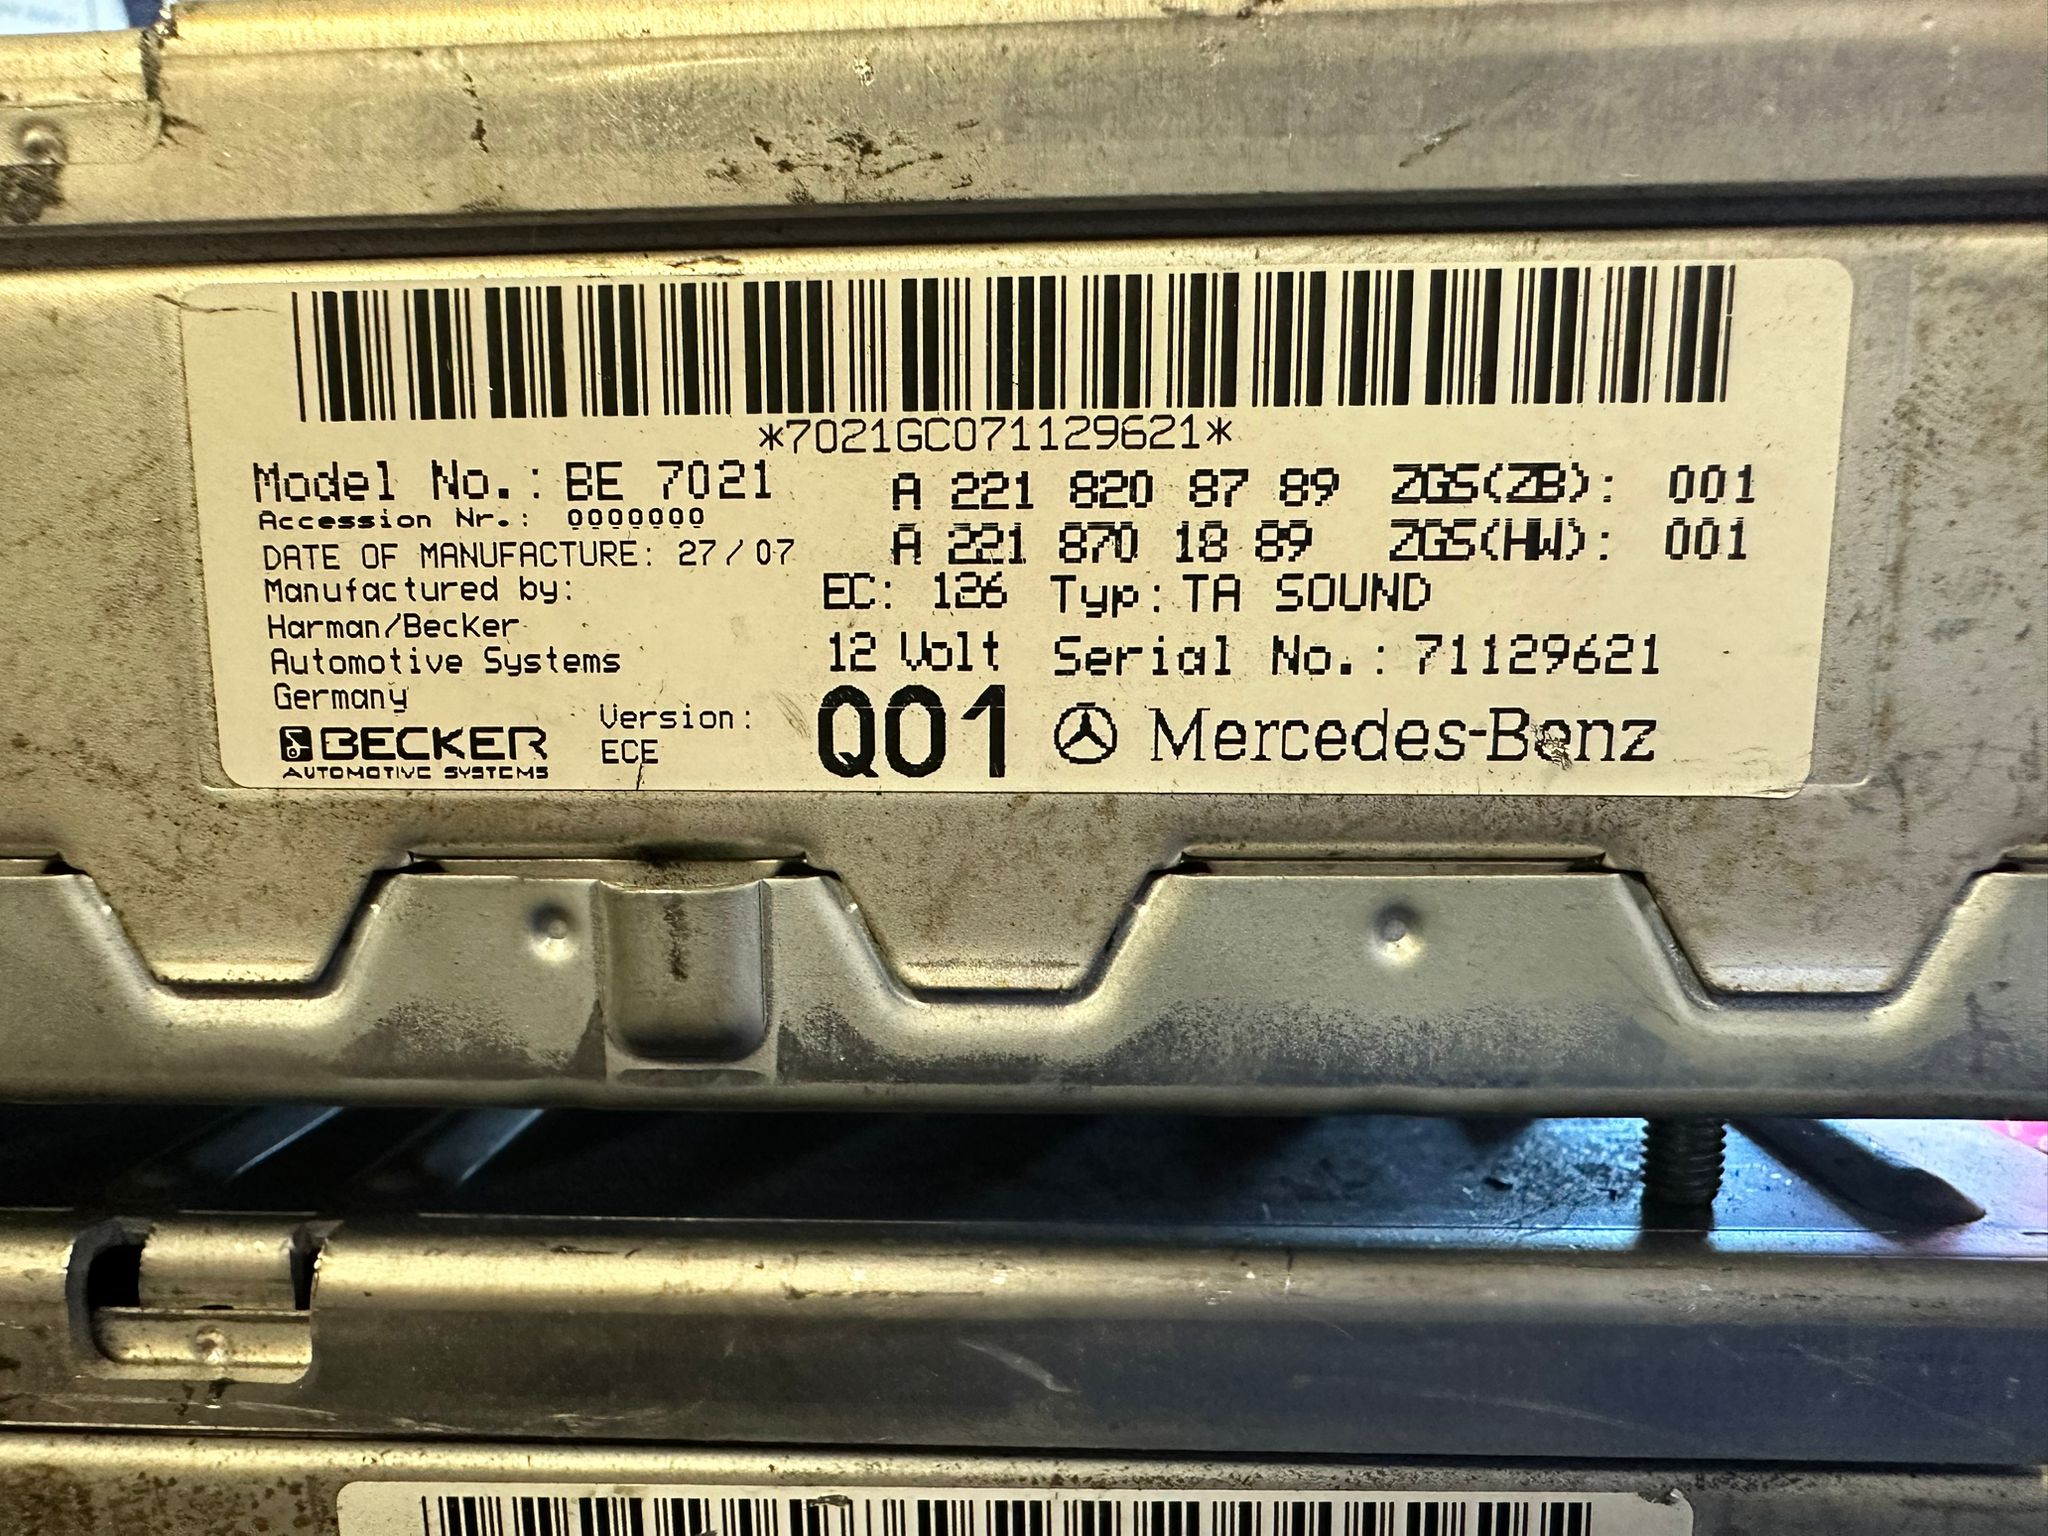 *7021GC071129621*
Model No.: BE 7021 A 221 820 87 89 ZGS(ZB): 001
Accession Nr.: 0000000
DATE OF MANUFACTURE: 27/07 A 221 870 18 89 ZGS(HW): 001
Manufactured by: EC: 126 Typ: TA SOUND
Harman/Becker
Automotive Systems 12 Volt Serial No.: 71129621
Germany
BECKER
AUTOMOTIVE SYSTEMS
Version:
ECE
Q01 Mercedes-Benz